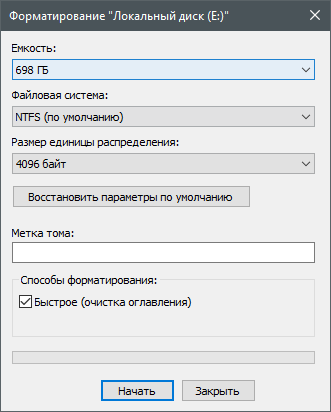 Форматирование "Локальный диск (E:)"
Емкость:
698 ГБ
Файловая система:
NTFS (по умолчанию)
Размер единицы распределения:
4096 байт
Восстановить параметры по умолчанию
Метка тома:
Способы форматирования:
Быстрое (очистка оглавления)
Начать
Закрыть